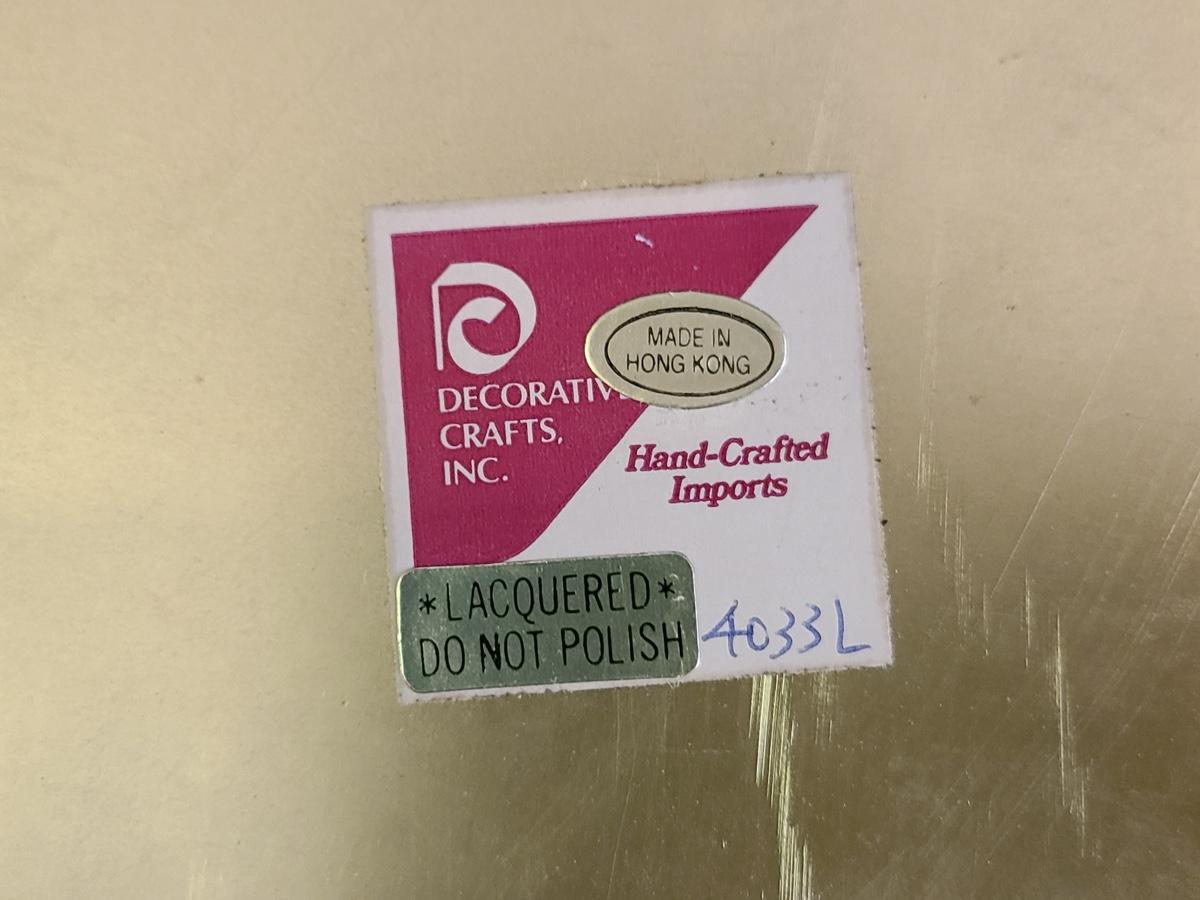 DECORATIVE
CRAFTS,
INC.
MADE IN
HONG KONG
Hand-Crafted
Imports
*LACQUERED*
DO NOT POLISH
4033L